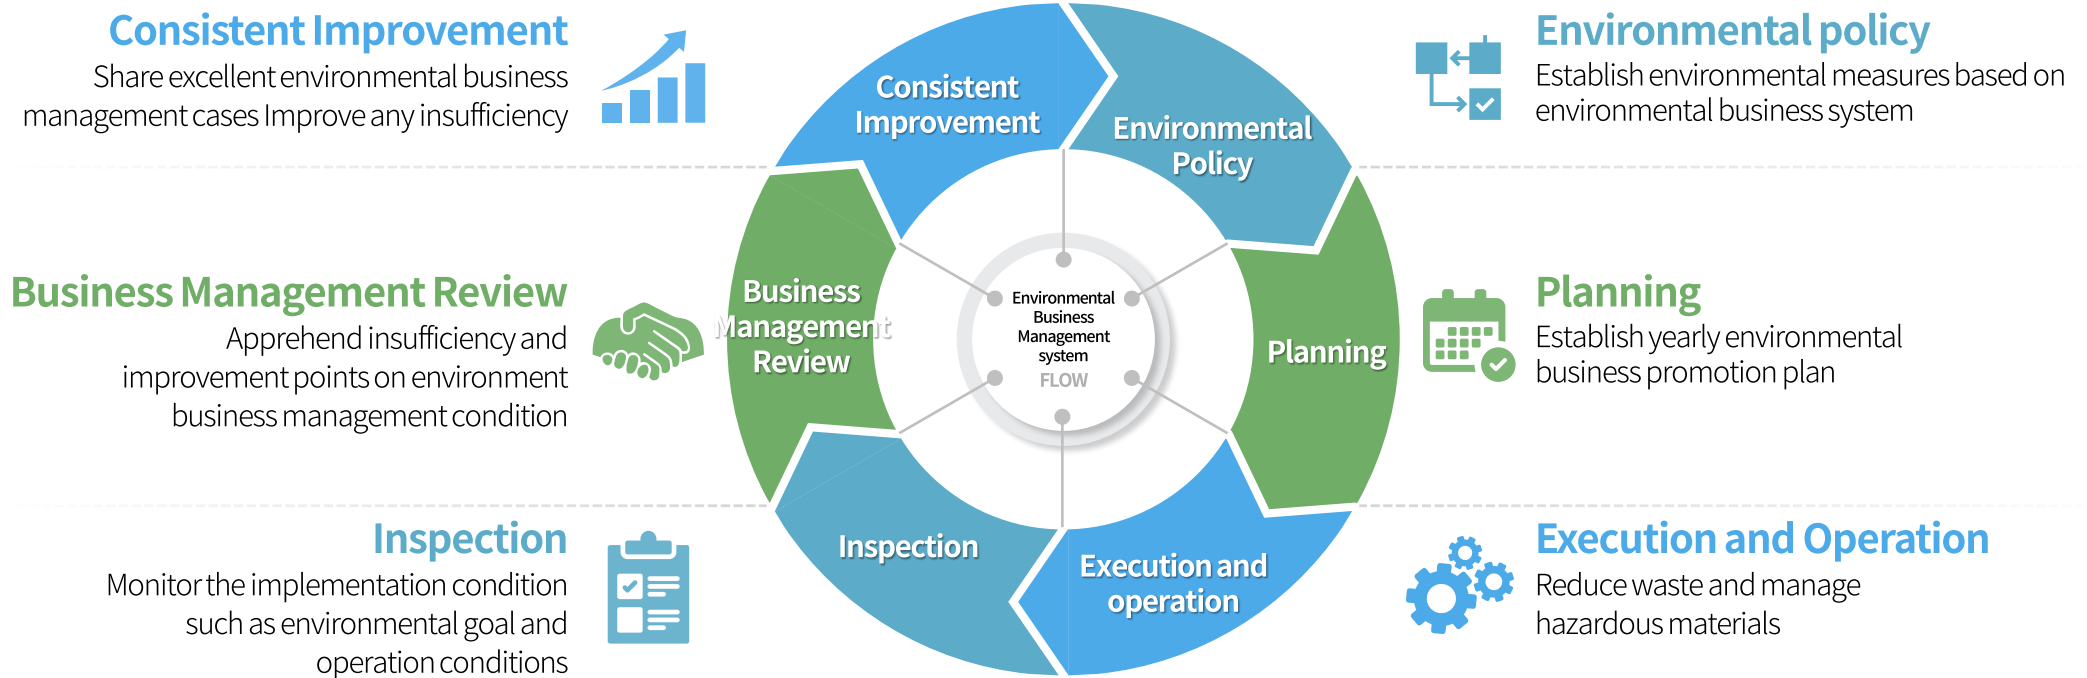 Consistent Improvement
Share excellent environmental business
management cases Improve any insufficiency
Business Management Review
Apprehend insufficiency and
improvement points on environment
business management condition
Inspection
Monitor the implementation condition
such as environmental goal and
operation conditions
Consistent
Improvement
Environmental
Policy
Business
Management
Review
Planning
Inspection
Execution and
operation
Environmental
Business
Management
system
FLOW
Environmental policy
Establish environmental measures based on
environmental business system
Planning
Establish yearly environmental
business promotion plan
Execution and Operation
Reduce waste and manage
hazardous materials